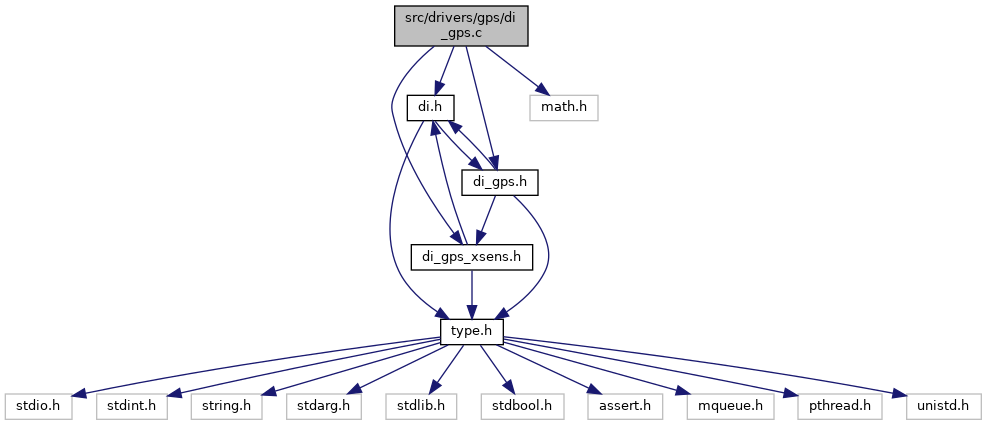 src/drivers/gps/di
_gps.c
di.h
math.h
di_gps.h
di_gps_xsens.h
type.h
stdio.h
stdint.h
string.h
stdarg.h
stdlib.h
stdbool.h
assert.h
mqueue.h
pthread.h
unistd.h